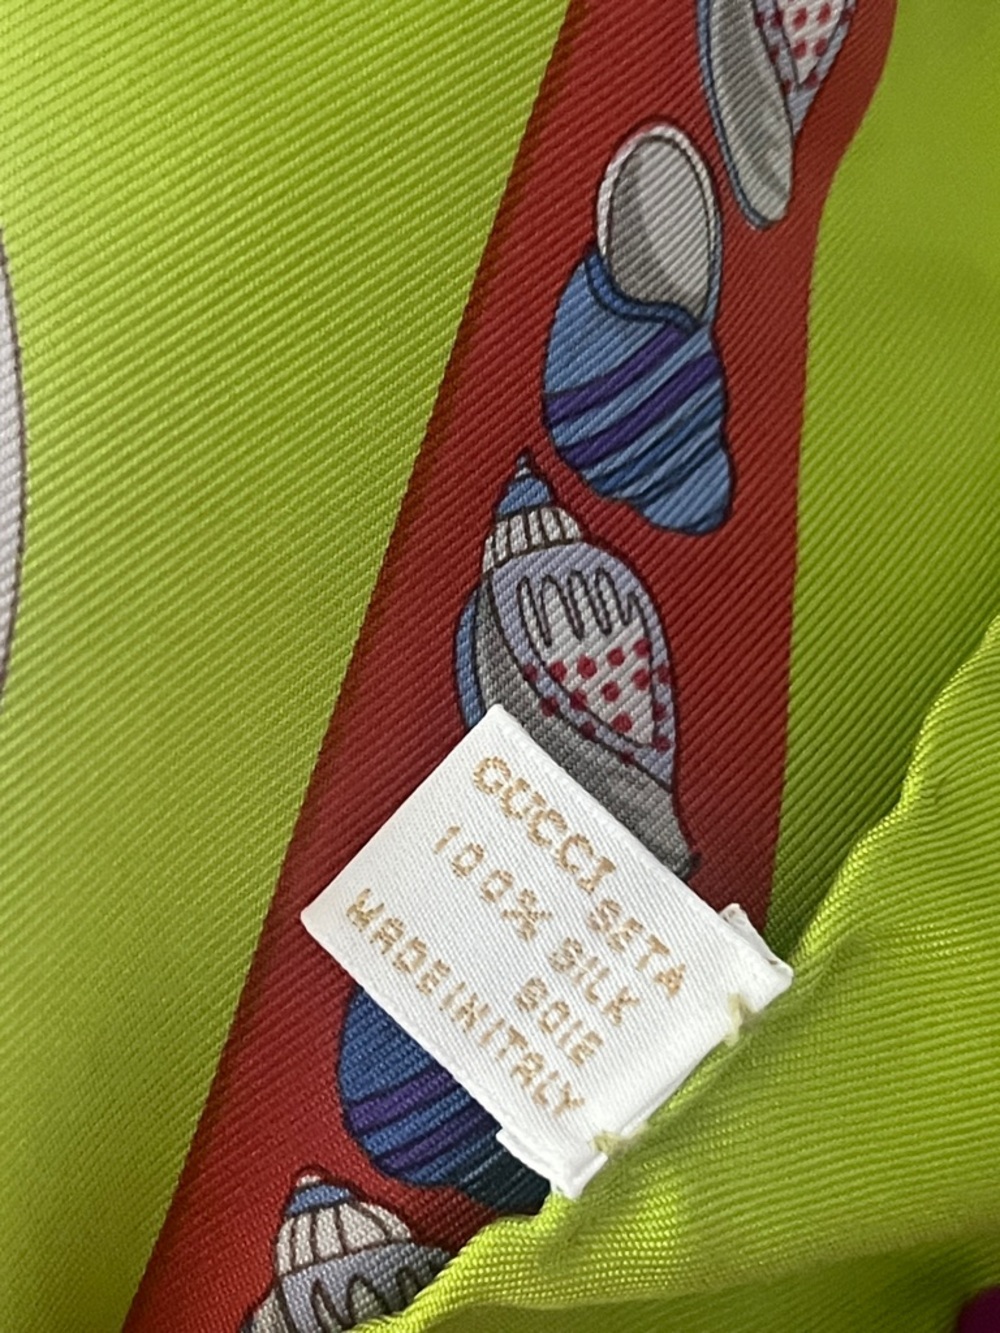 GUCCI SETA
100% SILK
SOIE
MADE IN ITALY